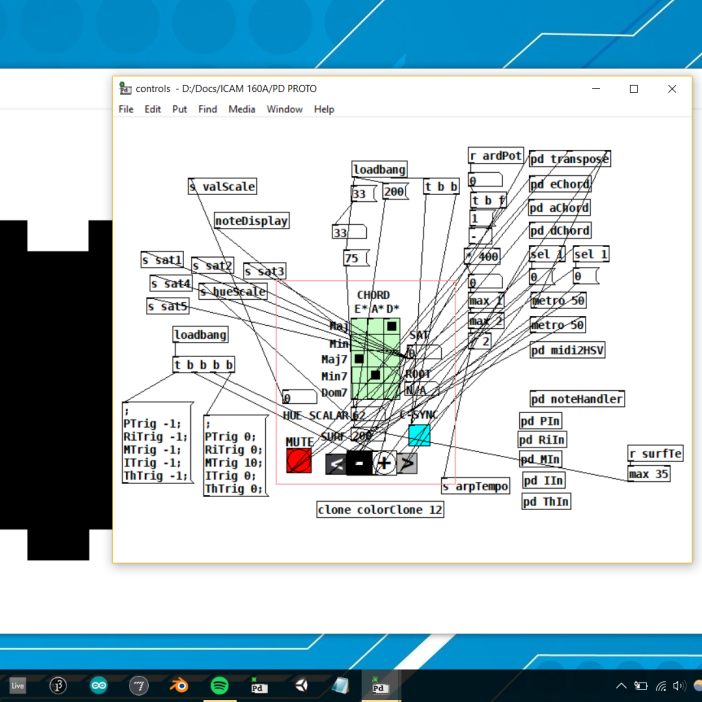 controls - D:/Docs/ICAM 160A/PD PROTO
File Edit Put Find Media Window Help
s valScale
noteDisplay
s sat1
s sat2
s sat3
s sat4
s hueScale
s sat5
loadbang
t b b b b
;
PTrig -1;
RiTrig -1;
MTrig -1;
ITrig -1;
ThTrig -1;
;
PTrig 0;
RiTrig 0;
MTrig 10;
ITrig 0;
ThTrig 0;
loadbang
33
200
t b b
33
75
CHORD
E* A* D*
Maj
Min
Maj7
Min7
Dom7
SAT
0
ROOT
N/A
0
HUE SCALAR
62
C-SYNC
SURF
200
MUTE
< - + >
s arpTempo
clone colorClone 12
r ardPot
0
t b f
1
-
* 400
0
max 1
max 2
/ 2
pd transpose
pd eChord
pd aChord
pd dChord
sel 1
sel 1
0
0
metro 50
metro 50
pd midi2HSV
pd noteHandler
pd PIn
pd RiIn
pd MIn
pd IIn
pd ThIn
r surfTe
max 35
Live
Pd
Pd